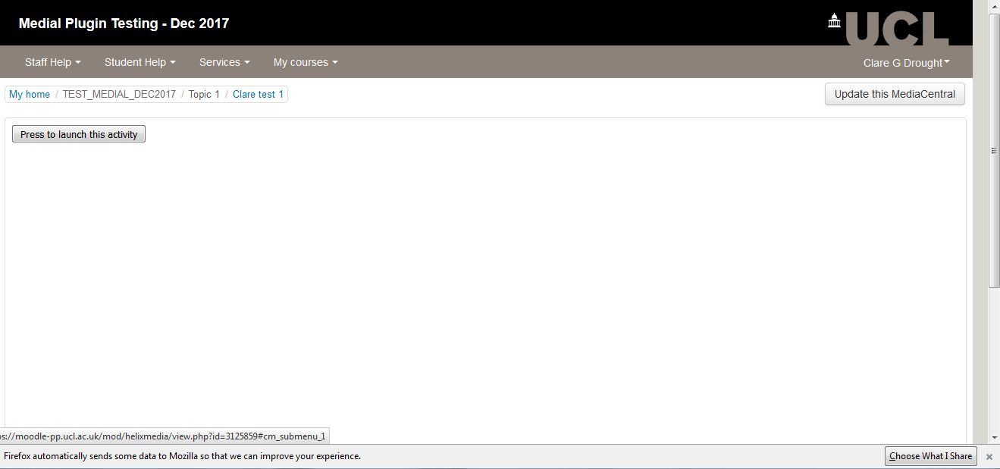 Medial Plugin Testing - Dec 2017
UCL
Staff Help Student Help Services My courses Clare G Drought
My home / TEST_MEDIAL_DEC2017 / Topic 1 / Clare test 1
Update this MediaCentral
Press to launch this activity
s://moodle-pp.ucl.ac.uk/mod/helixmedia/view.php?id=3125859#cm_submenu_1
Firefox automatically sends some data to Mozilla so that we can improve your experience.
Choose What I Share